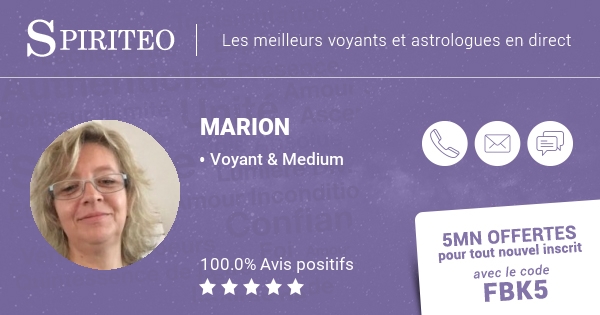 SPIRITEO
Les meilleurs voyants et astrologues en direct
MARION
• Voyant & Medium
100.0% Avis positifs
5MN OFFERTES
pour tout nouvel inscrit
avec le code
FBK5